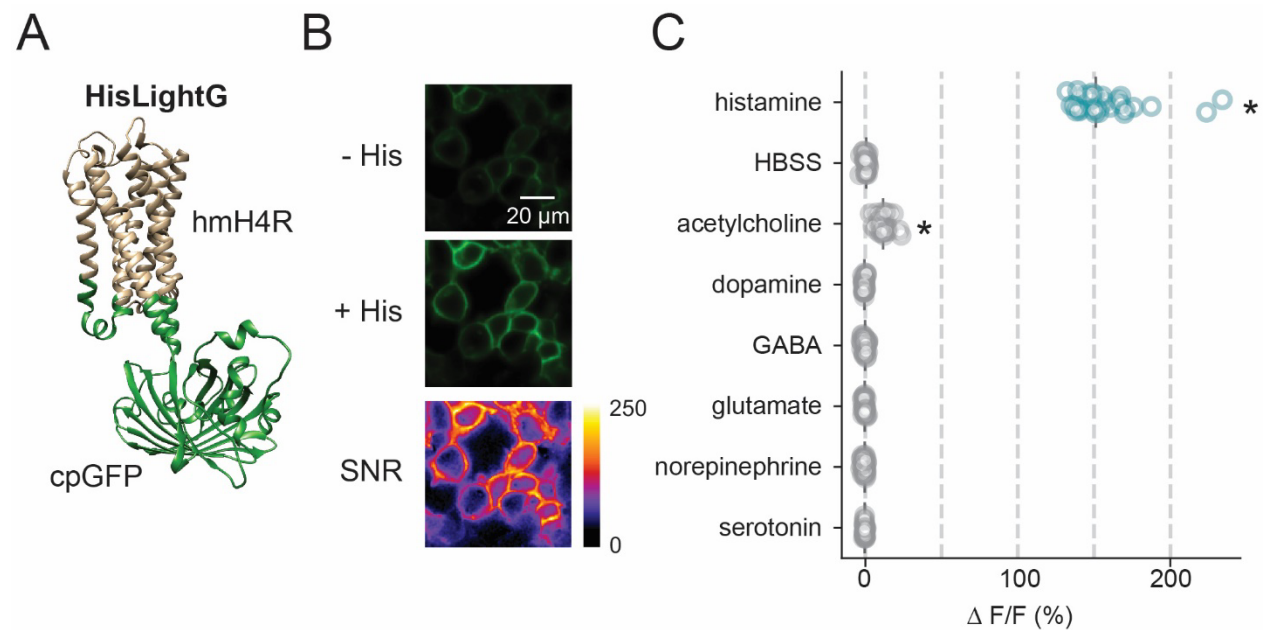 A
HisLightG
hmH4R
cpGFP
B
- His
20 µm
+ His
SNR
250
0
C
histamine
*
HBSS
acetylcholine
*
dopamine
GABA
glutamate
norepinephrine
serotonin
0 100 200
Δ F/F (%)